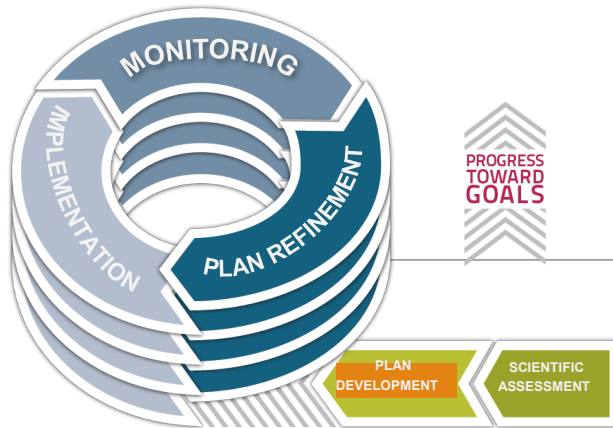 MONITORING
IMPLEMENTATION
PLAN REFINEMENT
PROGRESS
TOWARD
GOALS
PLAN
DEVELOPMENT
SCIENTIFIC
ASSESSMENT